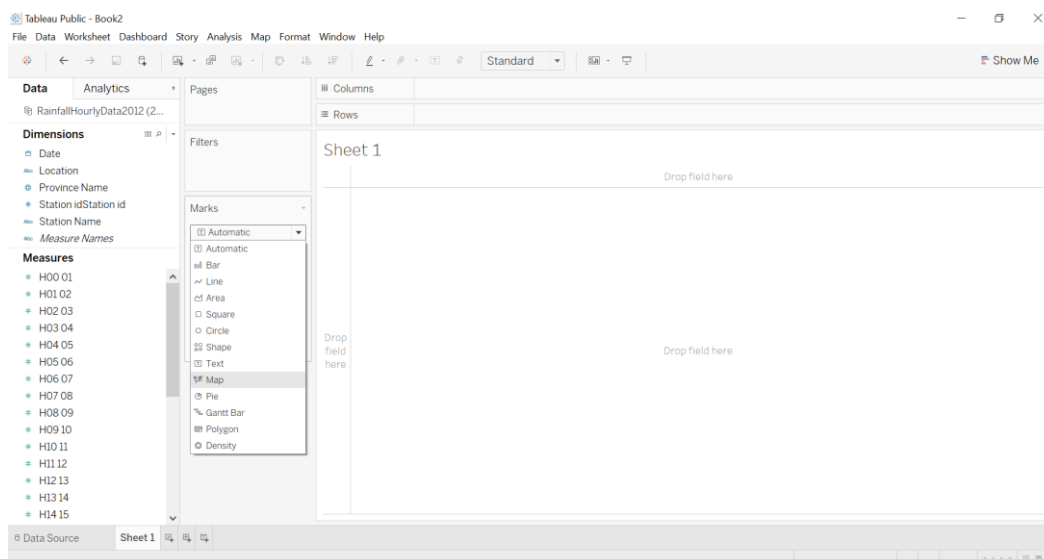 Tableau Public - Book2
File Data Worksheet Dashboard Story Analysis Map Format Window Help
Standard
Show Me
Data Analytics
RainfallHourlyData2012 (2...
Dimensions
Date
Abc Location
Province Name
Station idStation id
Abc Station Name
Abc Measure Names
Measures
H00 01
H01 02
H02 03
H03 04
H04 05
H05 06
H06 07
H07 08
H08 09
H09 10
H10 11
H11 12
H12 13
H13 14
H14 15
Pages
Filters
Marks
Automatic
Automatic
Bar
Line
Area
Square
Circle
Shape
Text
Map
Pie
Gantt Bar
Polygon
Density
Columns
Rows
Sheet 1
Drop field here
Drop
field
here
Drop field here
Data Source Sheet 1